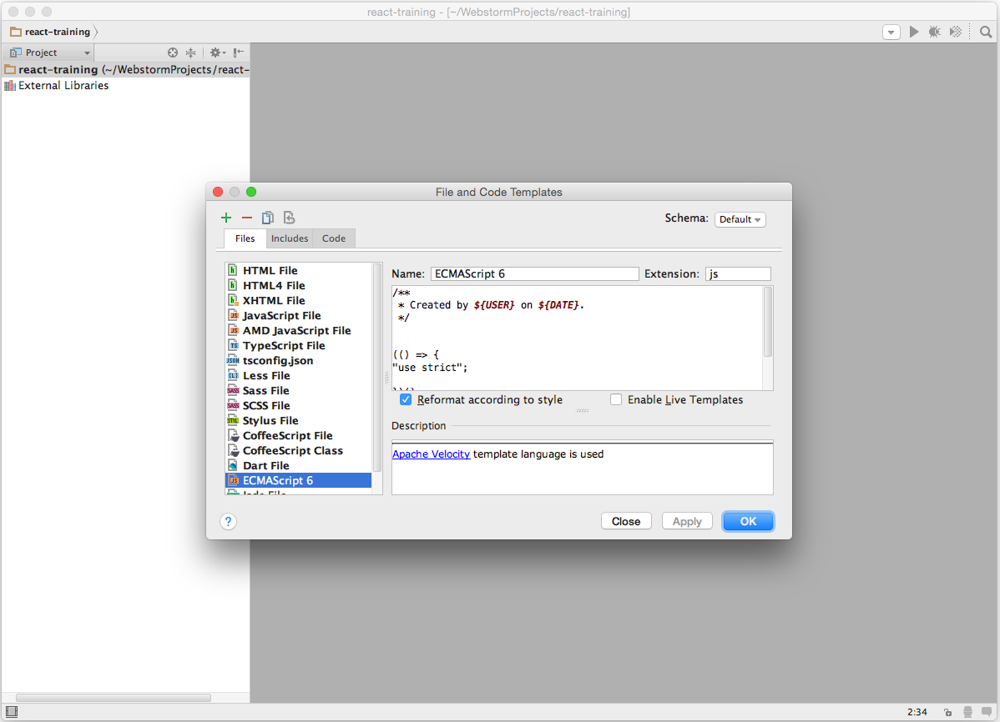 react-training - [~/WebstormProjects/react-training]
react-training
Project
react-training (~/WebstormProjects/react-
External Libraries
File and Code Templates
Schema: Default
Files Includes Code
HTML File
HTML4 File
XHTML File
JavaScript File
AMD JavaScript File
TypeScript File
tsconfig.json
Less File
Sass File
SCSS File
Stylus File
CoffeeScript File
CoffeeScript Class
Dart File
ECMAScript 6
Jade File
Name: ECMAScript 6 Extension: js
/**
* Created by ${USER} on ${DATE}.
*/
(() => {
"use strict";
})()
Reformat according to style Enable Live Templates
Description
Apache Velocity template language is used
? Close Apply OK
2:34